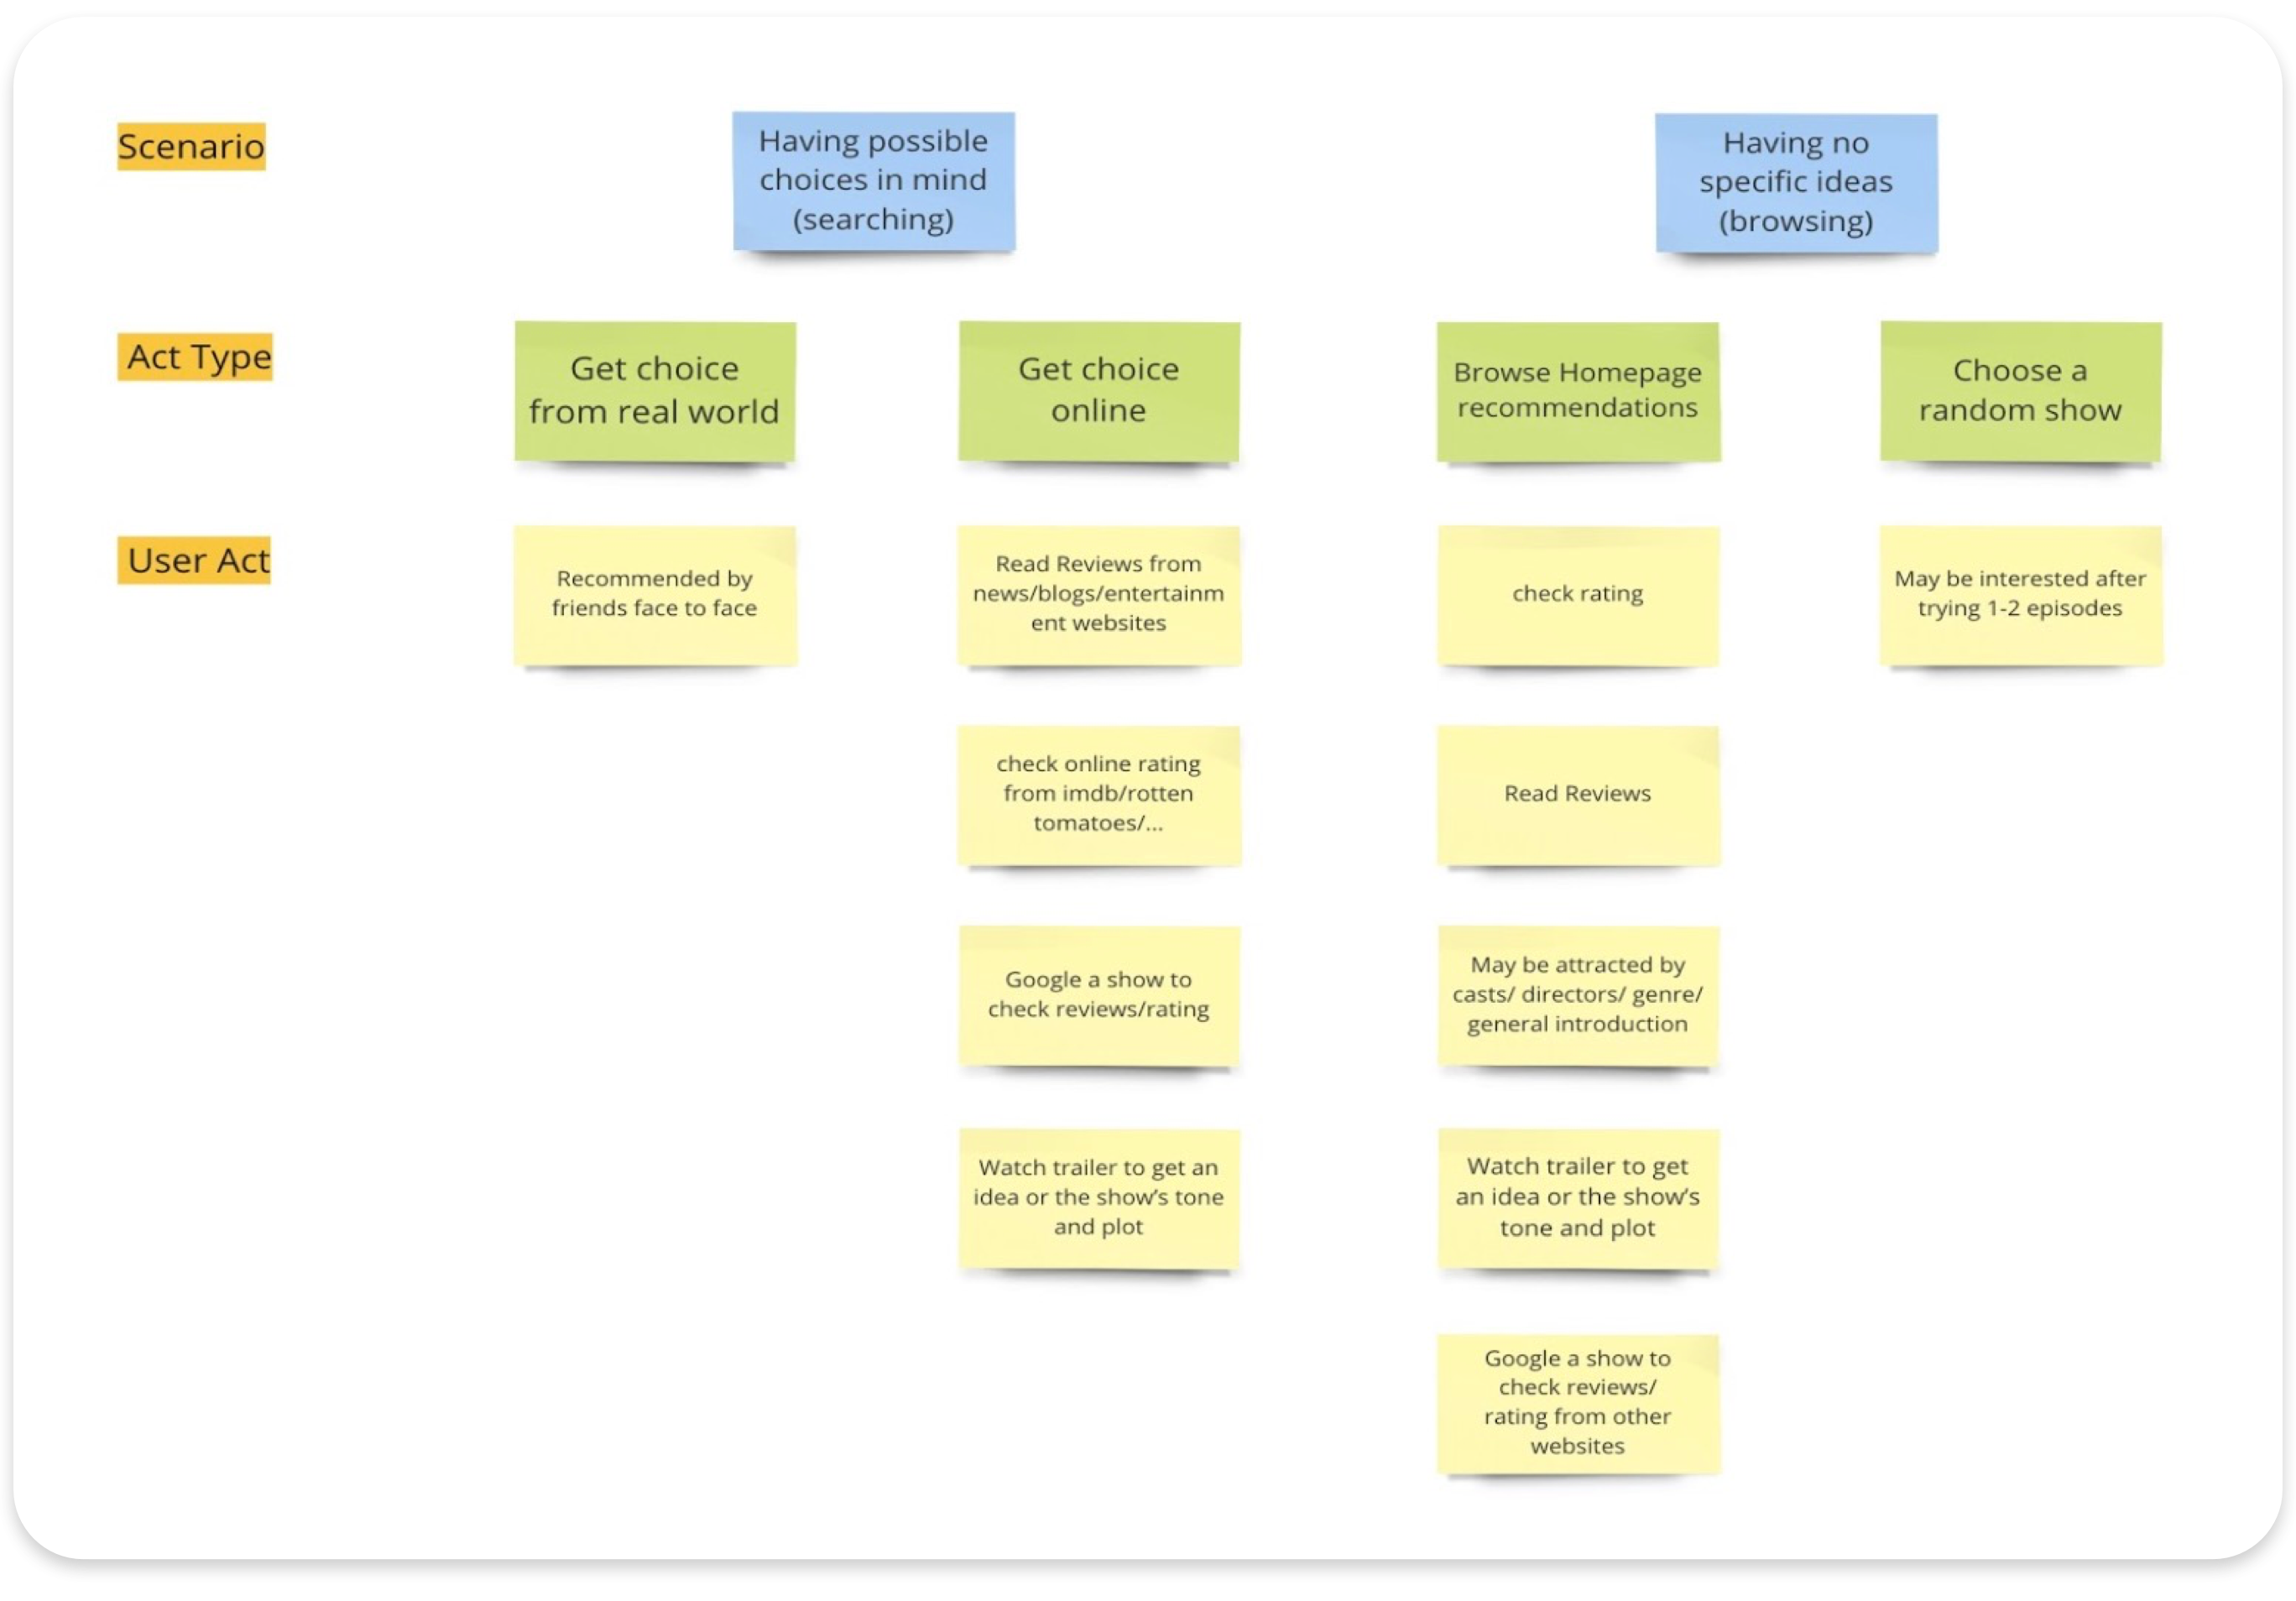 Scenario
Having possible
choices in mind
(searching)
Having no
specific ideas
(browsing)
Act Type
Get choice
from real world
Get choice
online
Browse Homepage
recommendations
Choose a
random show
User Act
Recommended by
friends face to face
Read Reviews from
news/blogs/entertainm
ent websites
check rating
May be interested after
trying 1-2 episodes
check online rating
from imdb/rotten
tomatoes/...
Read Reviews
Google a show to
check reviews/rating
May be attracted by
casts/ directors/ genre/
general introduction
Watch trailer to get an
idea or the show's tone
and plot
Watch trailer to get
an idea or the show's
tone and plot
Google a show to
check reviews/
rating from other
websites